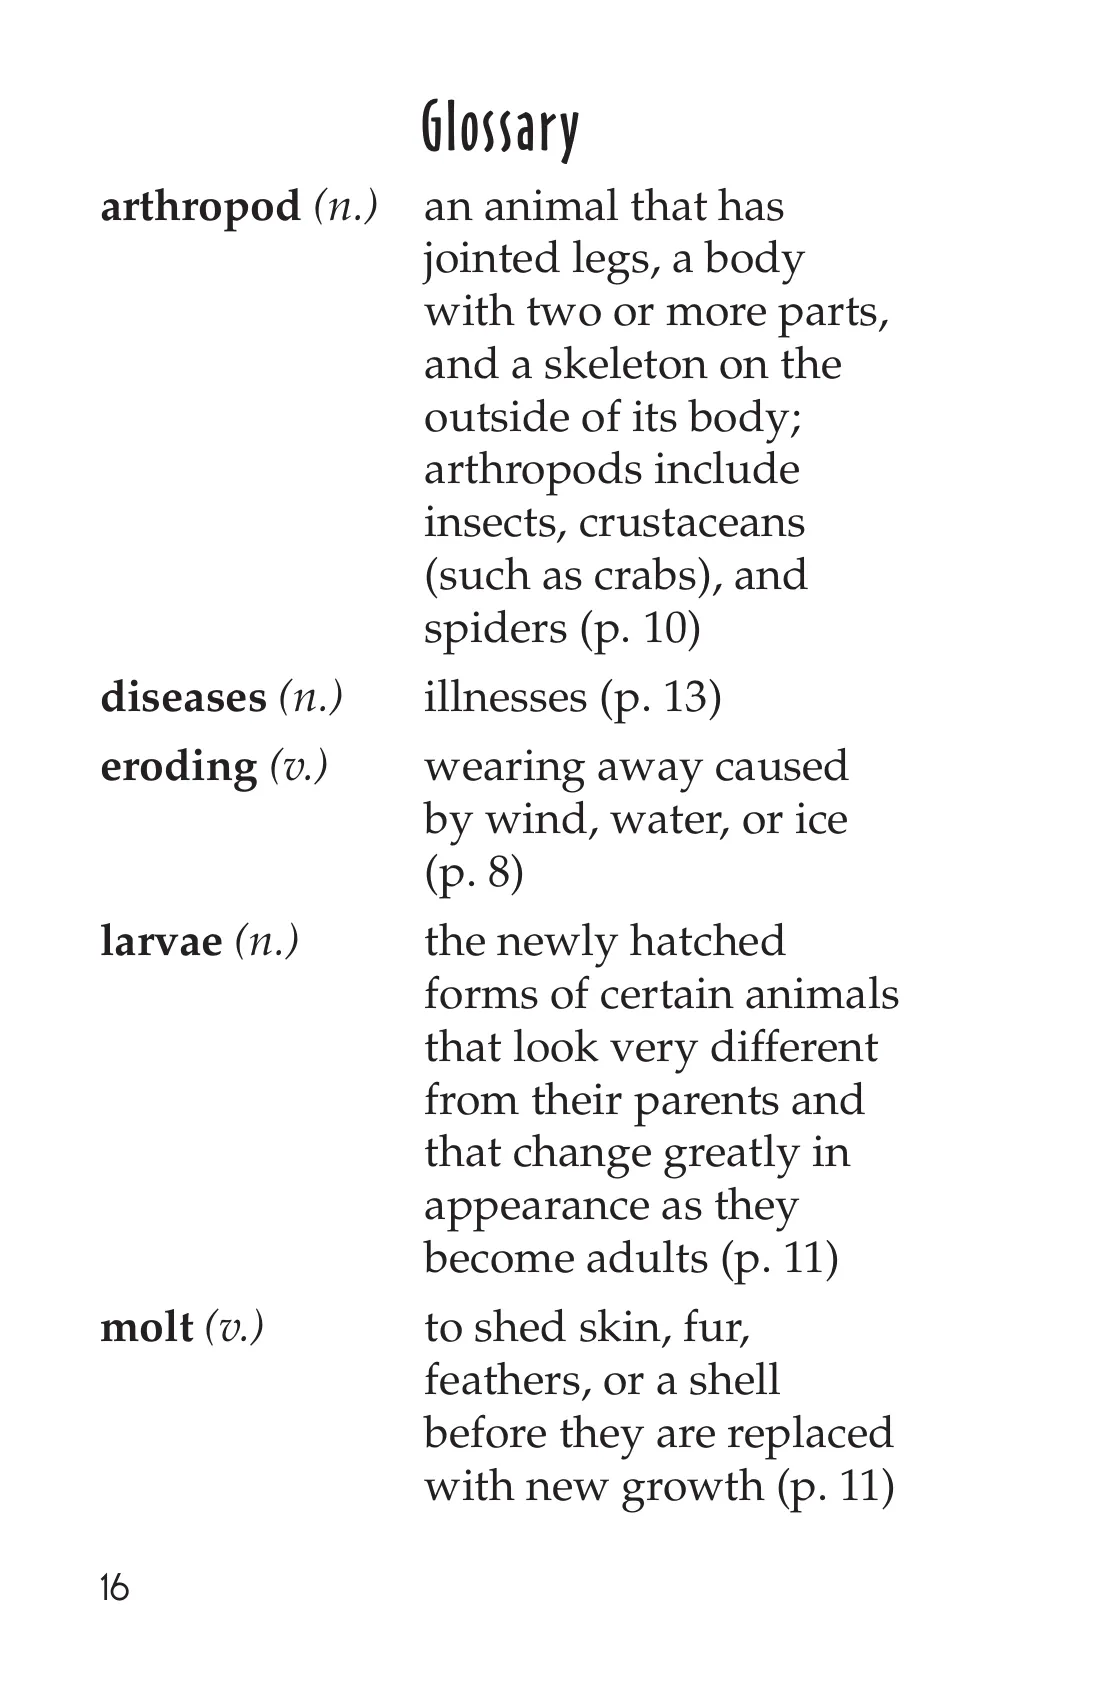 Glossary
arthropod (n.) an animal that has
jointed legs, a body
with two or more parts,
and a skeleton on the
outside of its body;
arthropods include
insects, crustaceans
(such as crabs), and
spiders (p. 10)
diseases (n.) illnesses (p. 13)
eroding (v.) wearing away caused
by wind, water, or ice
(p. 8)
larvae (n.) the newly hatched
forms of certain animals
that look very different
from their parents and
that change greatly in
appearance as they
become adults (p. 11)
molt (v.) to shed skin, fur,
feathers, or a shell
before they are replaced
with new growth (p. 11)
16